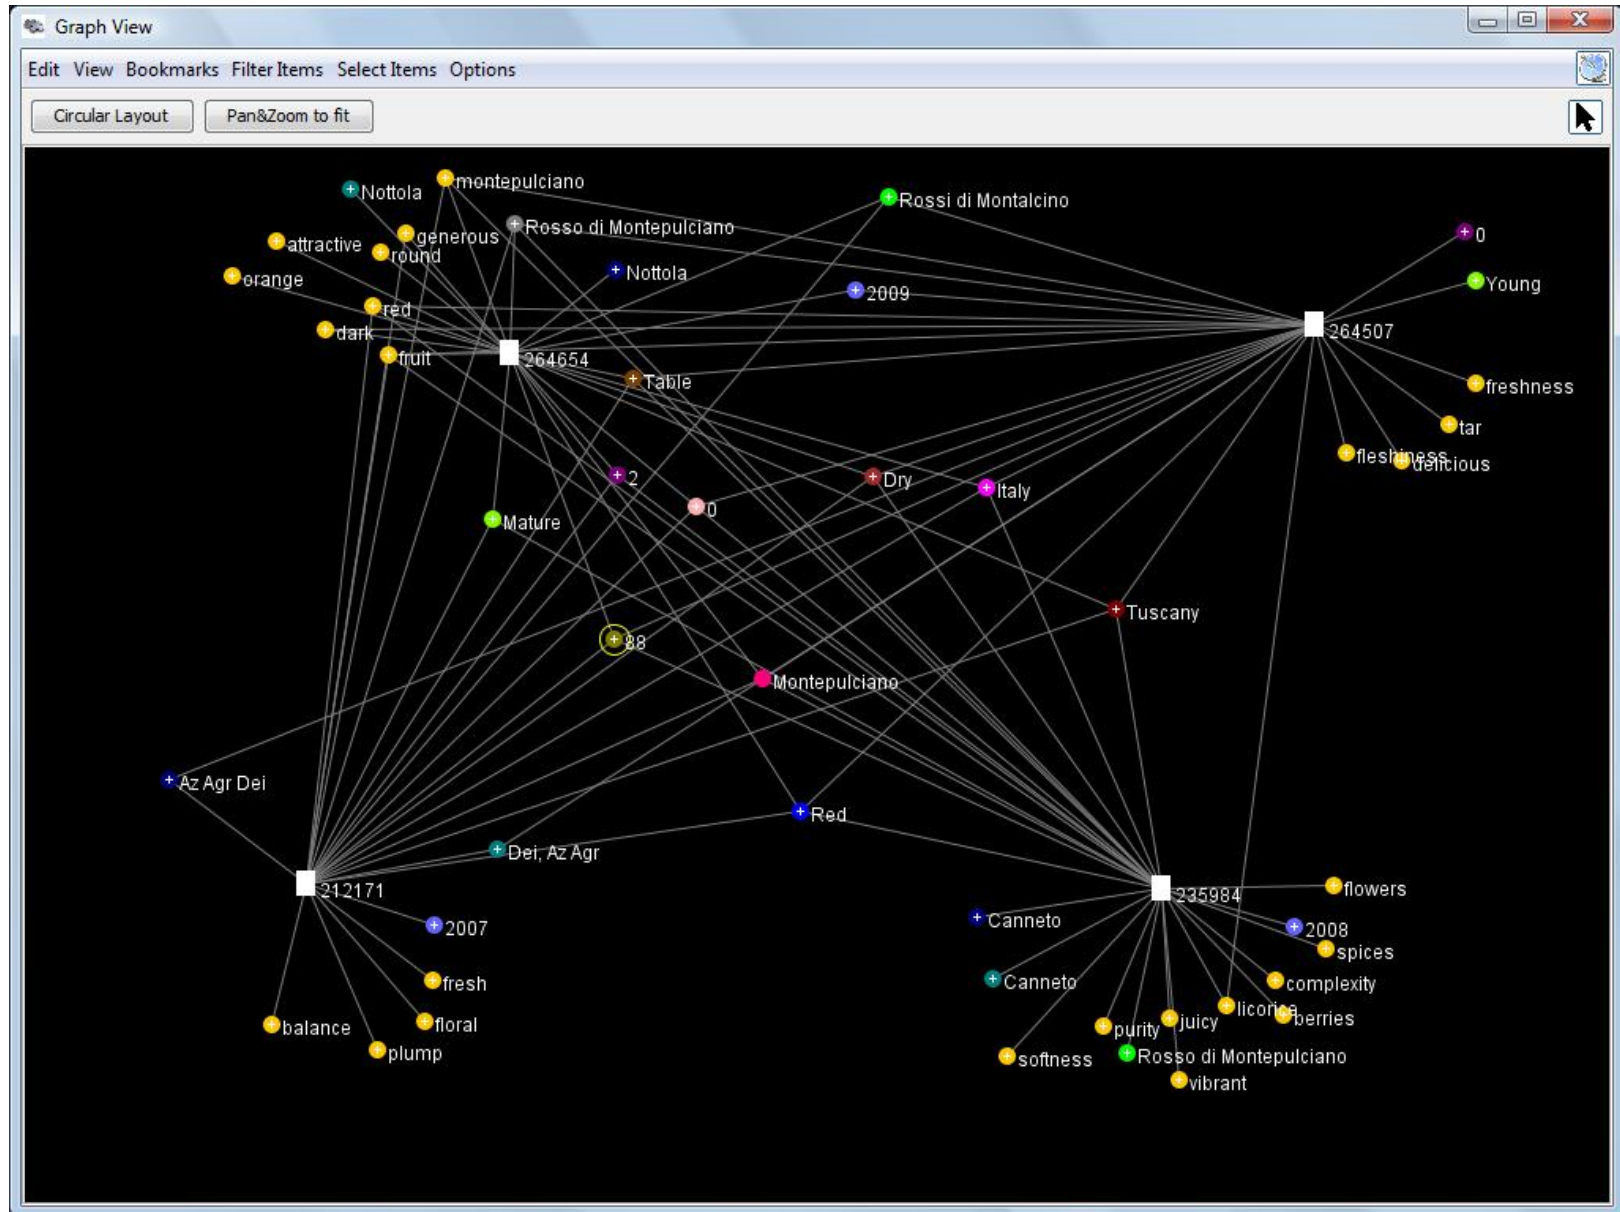 Graph View
Edit View Bookmarks Filter Items Select Items Options
Circular Layout Pan&Zoom to fit
montepulciano
Nottola
Rossi di Montalcino
Rosso di Montepulciano
0
generous
attractive
round
Nottola
orange
Young
2009
red
dark
264507
fruit
264654
Table
freshness
tar
fleshiness
delicious
2
Dry
Italy
0
Mature
Tuscany
88
Montepulciano
Az Agr Dei
Red
Dei, Az Agr
212171
flowers
235984
Canneto
2007
2008
spices
fresh
Canneto
complexity
licorice
berries
floral
balance
juicy
purity
plump
softness
Rosso di Montepulciano
vibrant